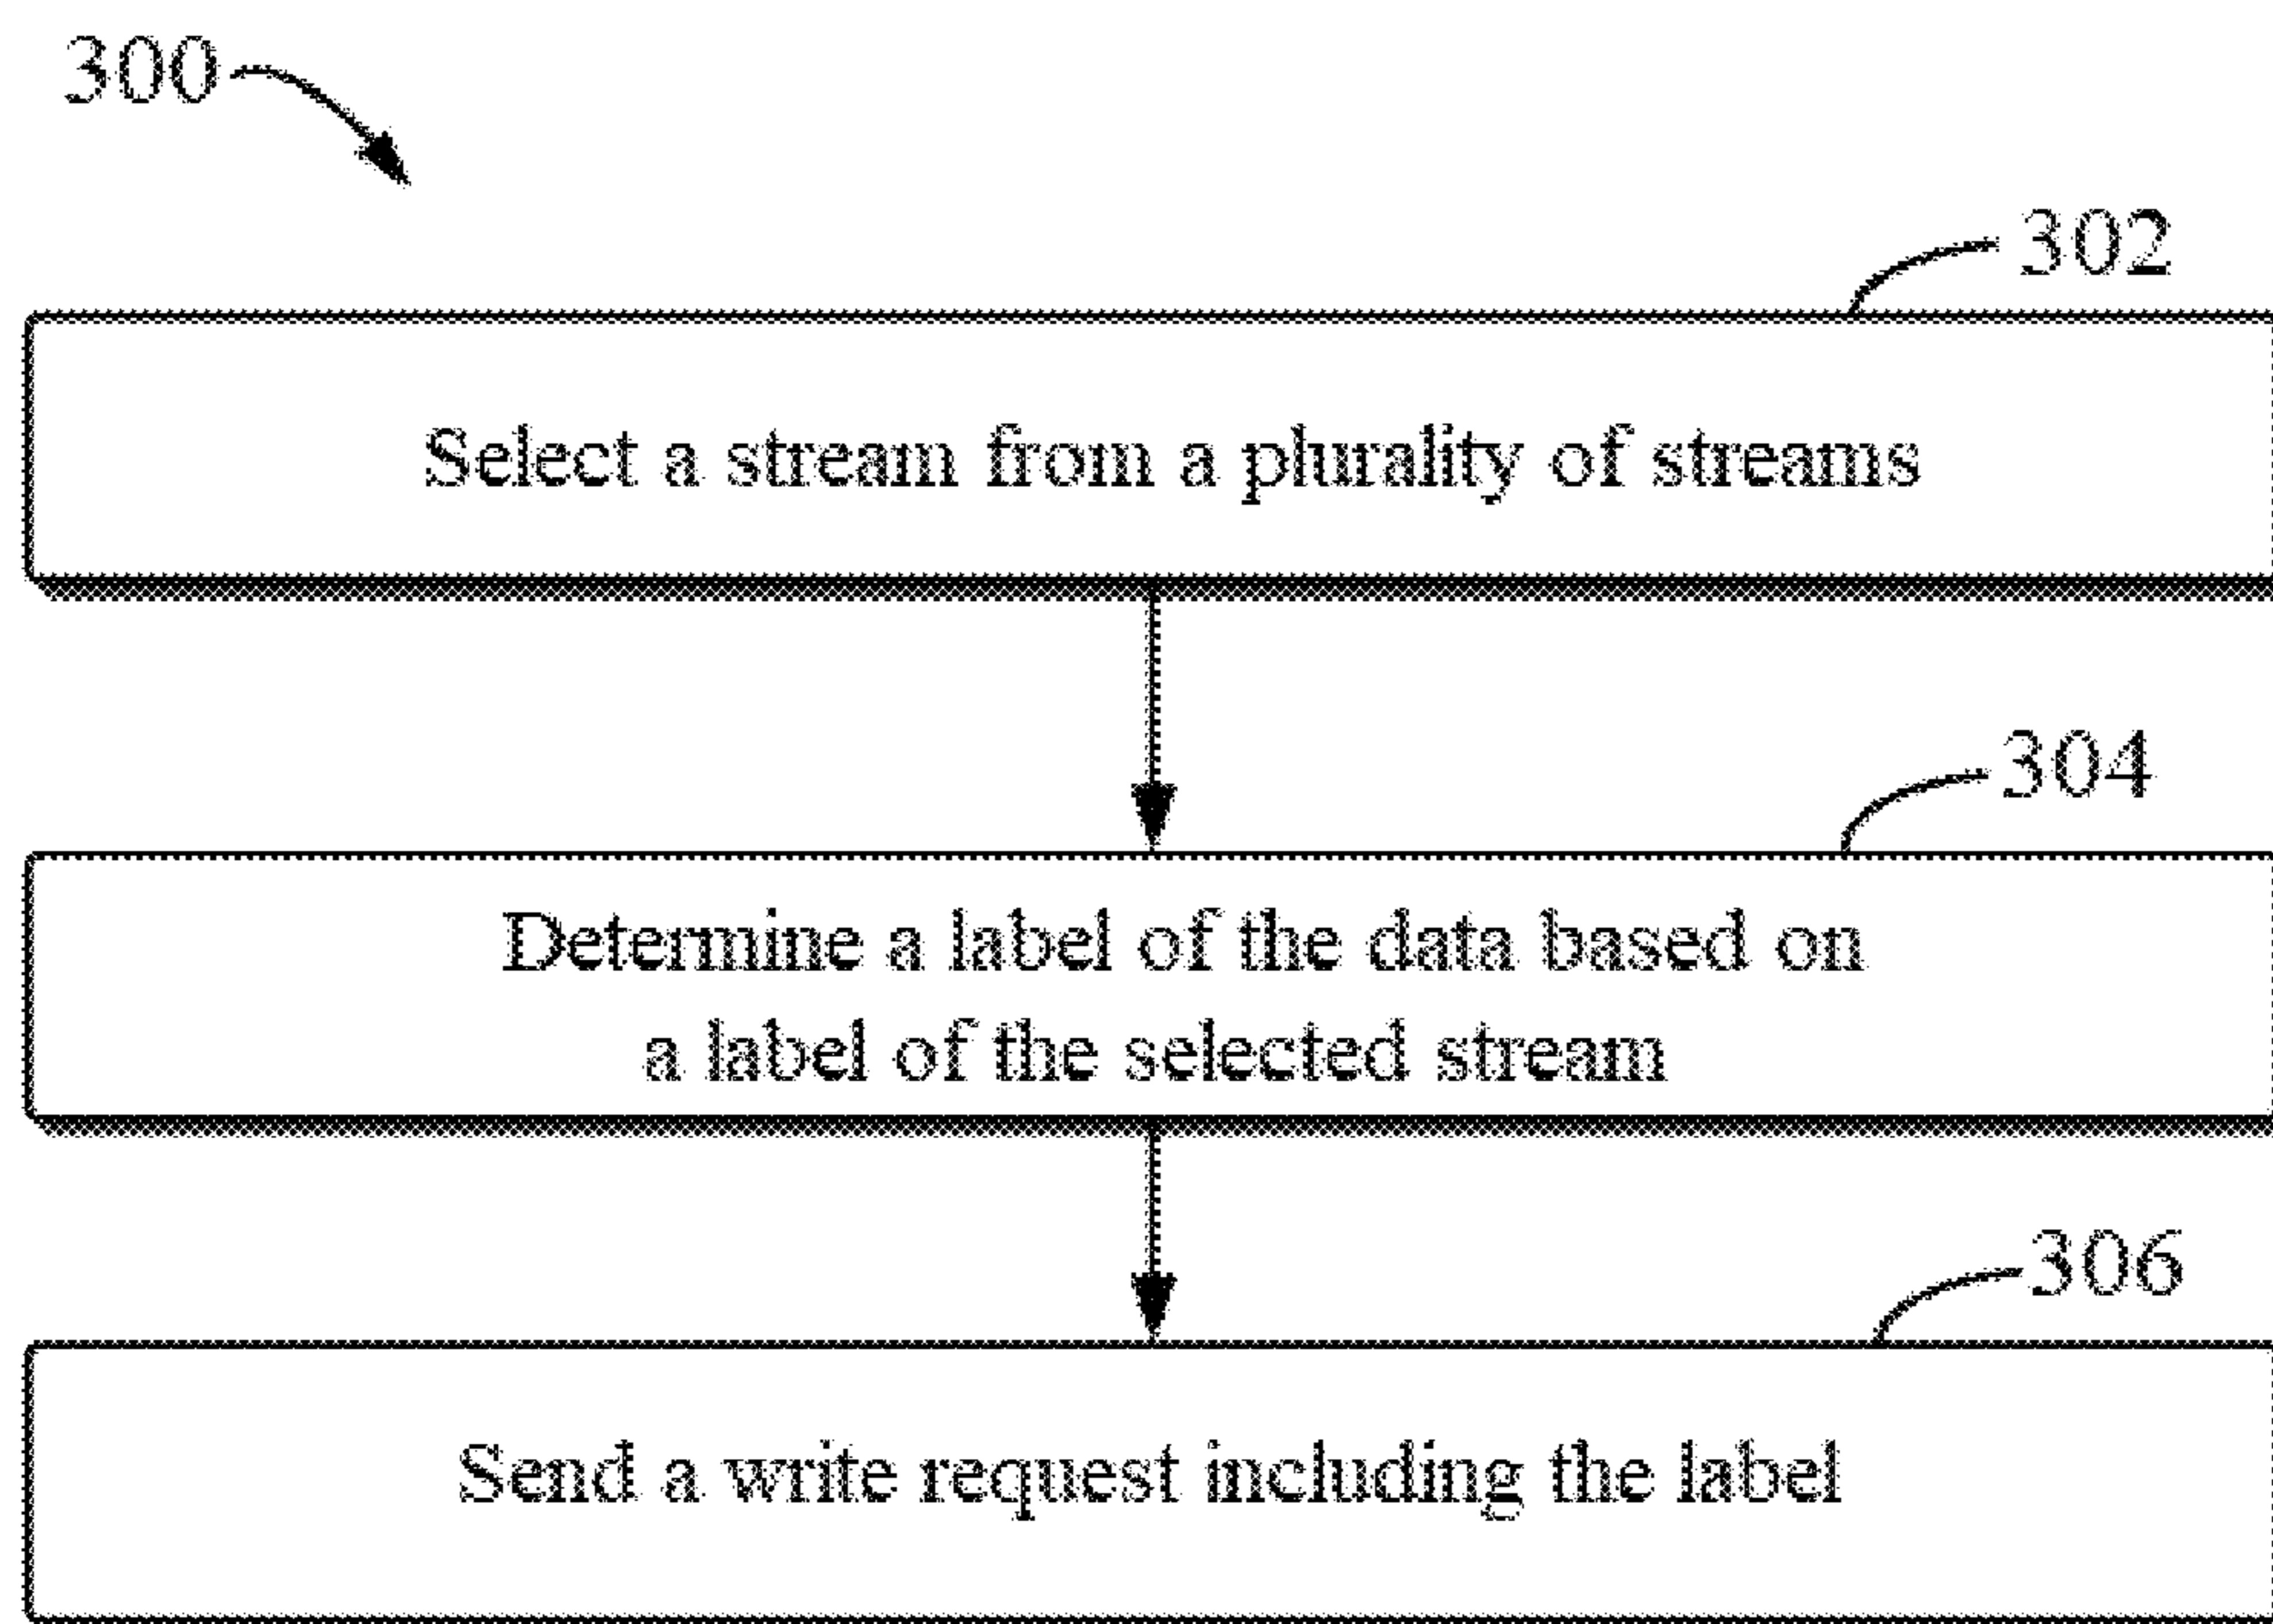 300
302
Select a stream from a plurality of streams
304
Determine a label of the data based on
a label of the selected stream
306
Send a write request including the label